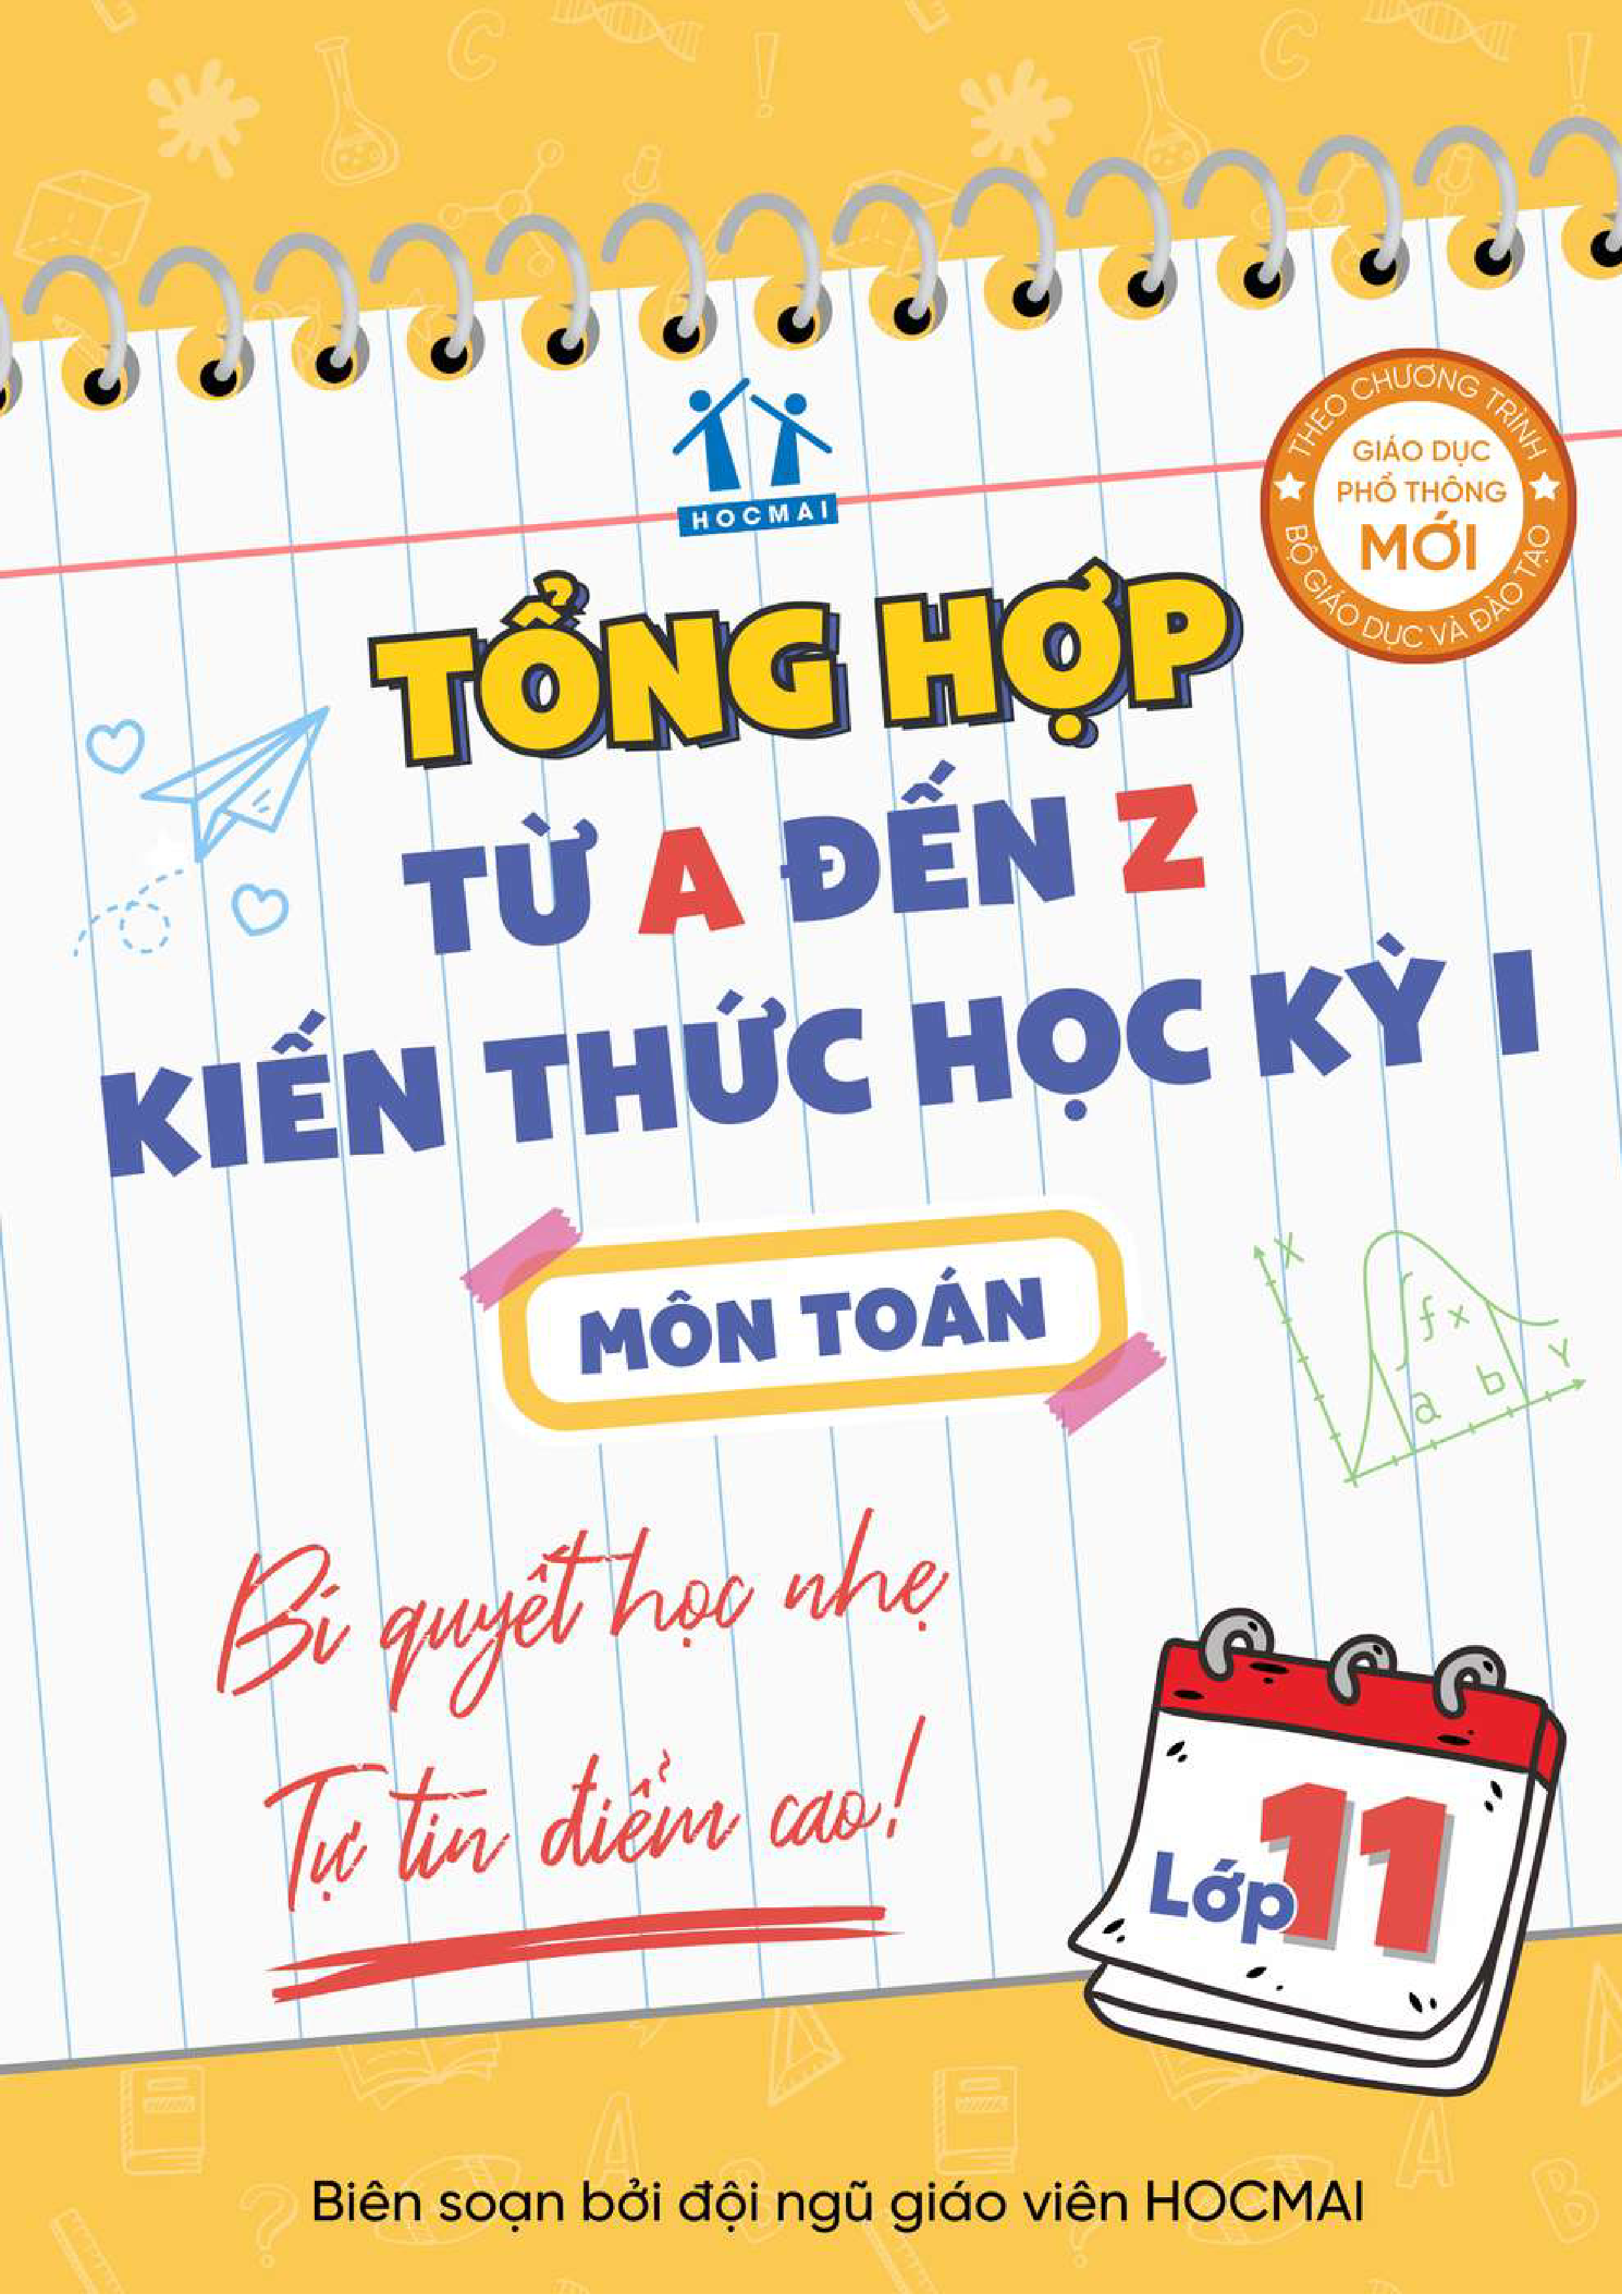 HOCMAI
THEO CHƯƠNG TRÌNH
GIÁO DỤC
PHỔ THÔNG
MỚI
BỘ GIÁO DỤC VÀ ĐÀO TẠO
TỔNG HỢP
TỪ A ĐẾN Z
KIẾN THỨC HỌC KỲ I
MÔN TOÁN
X
f x
Y
a b
Bí quyết học nhẹ
Tự tin điểm cao!
Lớp 11
Biên soạn bởi đội ngũ giáo viên HOCMAI